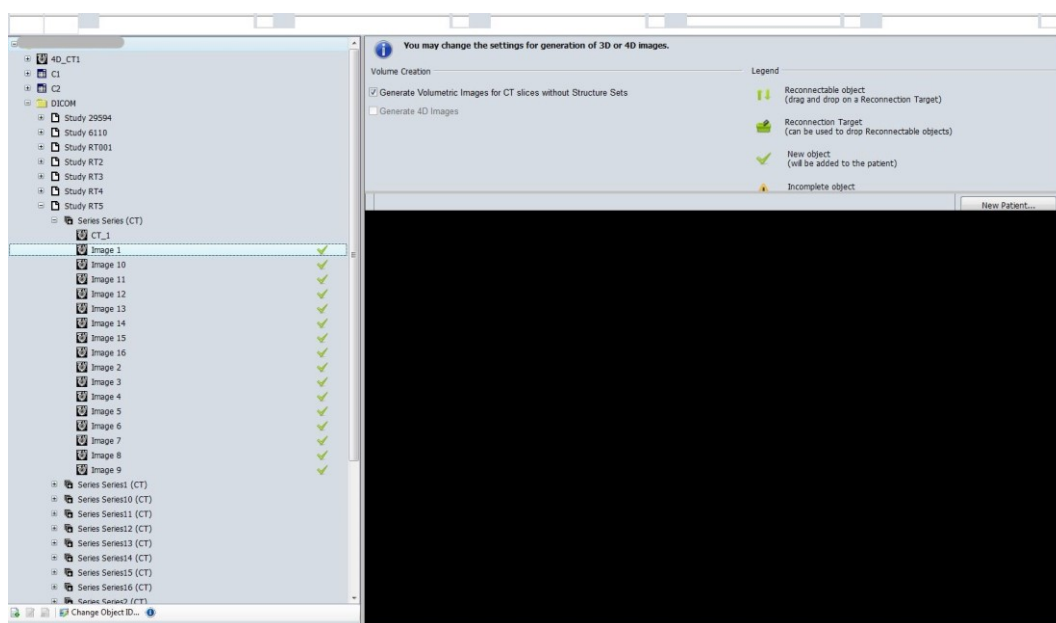 4D_CT1
C1
C2
DICOM
Study 29594
Study 6110
Study RT001
Study RT2
Study RT3
Study RT4
Study RT5
Series Series (CT)
CT_1
Image 1
Image 10
Image 11
Image 12
Image 13
Image 14
Image 15
Image 16
Image 2
Image 3
Image 4
Image 5
Image 6
Image 7
Image 8
Image 9
Series Series1 (CT)
Series Series10 (CT)
Series Series11 (CT)
Series Series12 (CT)
Series Series13 (CT)
Series Series14 (CT)
Series Series15 (CT)
Series Series16 (CT)
Series Series2 (CT)
Change Object ID...
You may change the settings for generation of 3D or 4D images.
Volume Creation
Generate Volumetric Images for CT slices without Structure Sets
Generate 4D Images
Legend
Reconnectable object
(drag and drop on a Reconnection Target)
Reconnection Target
(can be used to drop Reconnectable objects)
New object
(will be added to the patient)
Incomplete object
New Patient...